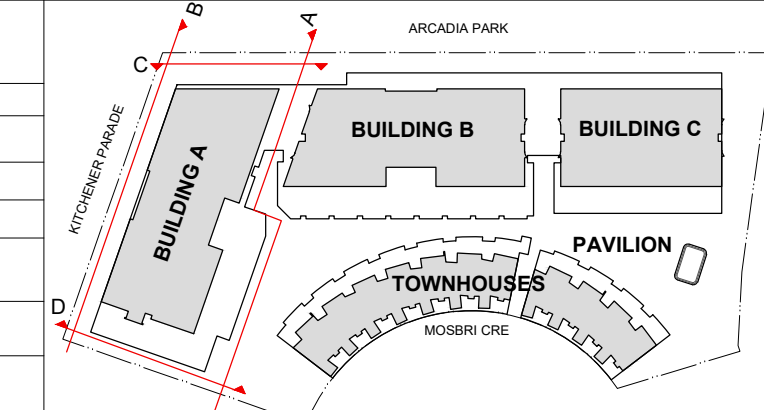 B
A
ARCADIA PARK
C
KITCHENER PARADE
BUILDING A
BUILDING B
BUILDING C
PAVILION
TOWNHOUSES
D
MOSBRI CRE